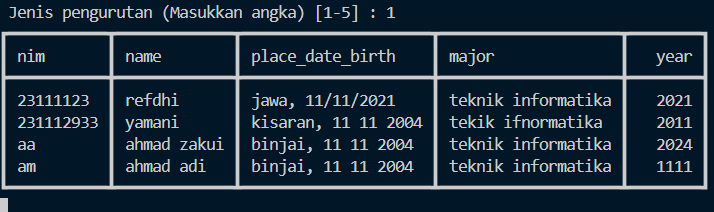 Jenis pengurutan (Masukkan angka) [1-5] : 1
nim name place_date_birth major year
23111123 refdhi jawa, 11/11/2021 teknik informatika 2021
231112933 yamani kisaran, 11 11 2004 tekik ifnormatika 2011
aa ahmad zakui binjai, 11 11 2004 teknik informatika 2024
am ahmad adi binjai, 11 11 2004 teknik informatika 1111